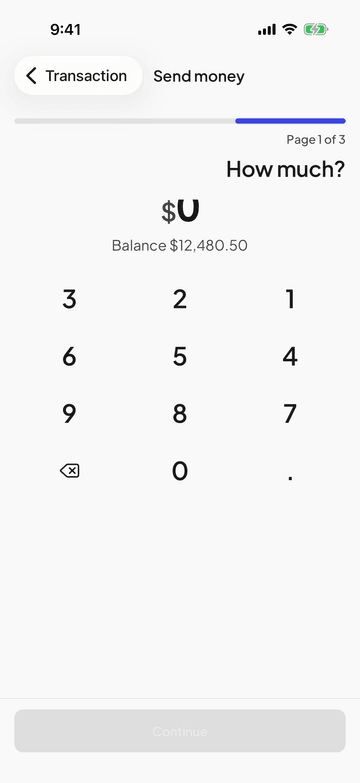 9:41
Transaction
Send money
Page 1 of 3
How much?
$0
Balance $12,480.50
3 2 1
6 5 4
9 8 7
0 .
Continue